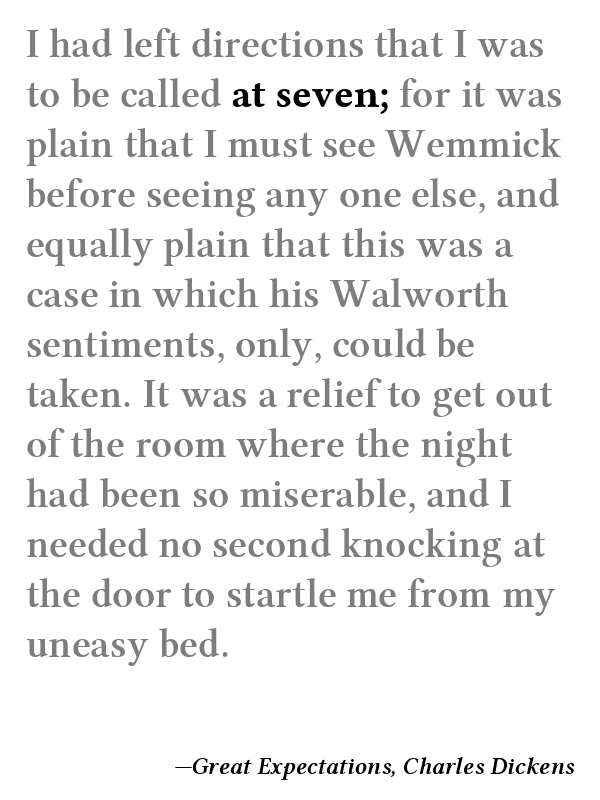 I had left directions that I was
to be called at seven; for it was
plain that I must see Wemmick
before seeing any one else, and
equally plain that this was a
case in which his Walworth
sentiments, only, could be
taken. It was a relief to get out
of the room where the night
had been so miserable, and I
needed no second knocking at
the door to startle me from my
uneasy bed.
—Great Expectations, Charles Dickens